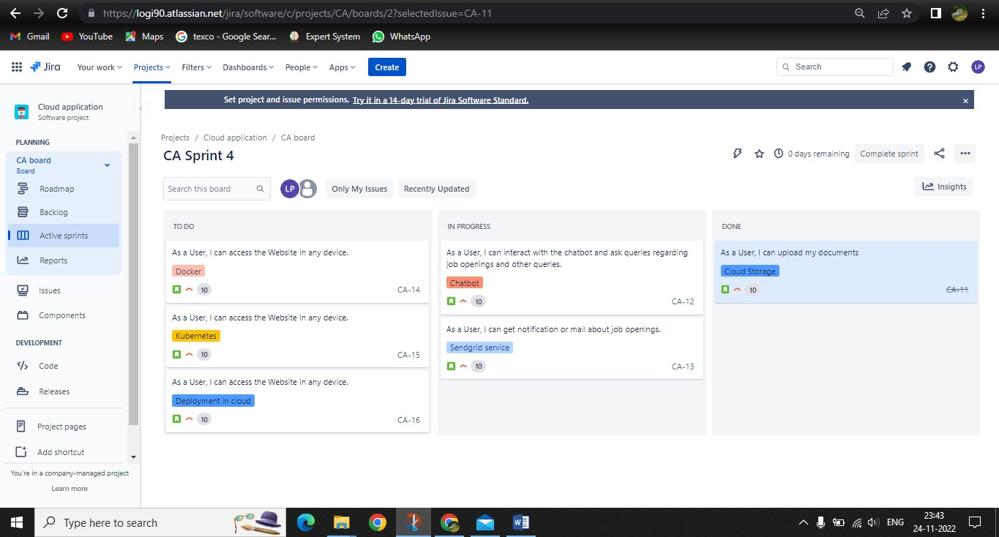 https://logi90.atlassian.net/jira/software/c/projects/CA/boards/2?selectedIssue=CA-11
Gmail YouTube Maps texco - Google Sear... Expert System WhatsApp
Jira Your work Projects Filters Dashboards People Apps Create Search LP
Cloud application
Software project
Set project and issue permissions. Try it in a 14-day trial of Jira Software Standard.
PLANNING
CA board
Board
Roadmap
Backlog
Active sprints
Reports
Issues
Components
DEVELOPMENT
Code
Releases
Project pages
Add shortcut
You're in a company-managed project
Learn more
Projects / Cloud application / CA board
CA Sprint 4
0 days remaining Complete sprint
Search this board LP Only My Issues Recently Updated Insights
TO DO
As a User, I can access the Website in any device.
Docker
10 CA-14
As a User, I can access the Website in any device.
Kubernetes
10 CA-15
As a User, I can access the Website in any device.
Deployment in cloud
10 CA-16
IN PROGRESS
As a User, I can interact with the chatbot and ask queries regarding
job openings and other queries.
Chatbot
10 CA-12
As a User, I can get notification or mail about job openings.
Sendgrid service
10 CA-13
DONE
As a User, I can upload my documents
Cloud Storage
10 CA-11
Type here to search
ENG
23:43
24-11-2022